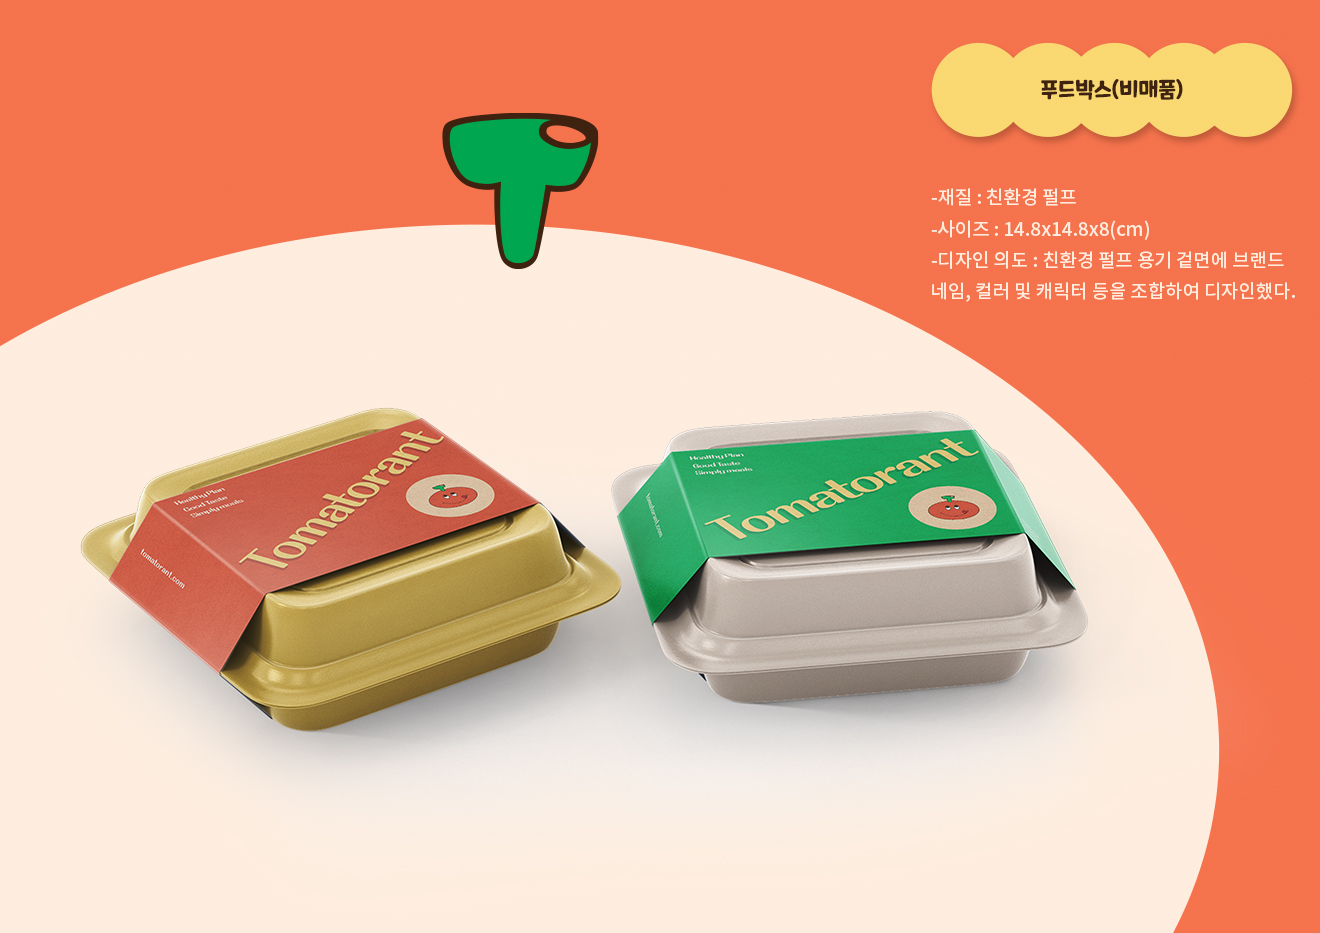 푸드박스(비매품)
-재질 : 친환경 펄프
-사이즈 : 14.8x14.8x8(cm)
-디자인 의도 : 친환경 펄프 용기 겉면에 브랜드
네임, 컬러 및 캐릭터 등을 조합하여 디자인했다.
Healthy Plan
Good Taste
Simply
Tomatorant
tomatorant.com
Healthy Plan
Good Taste
Simply
Tomatorant
tomatorant.com